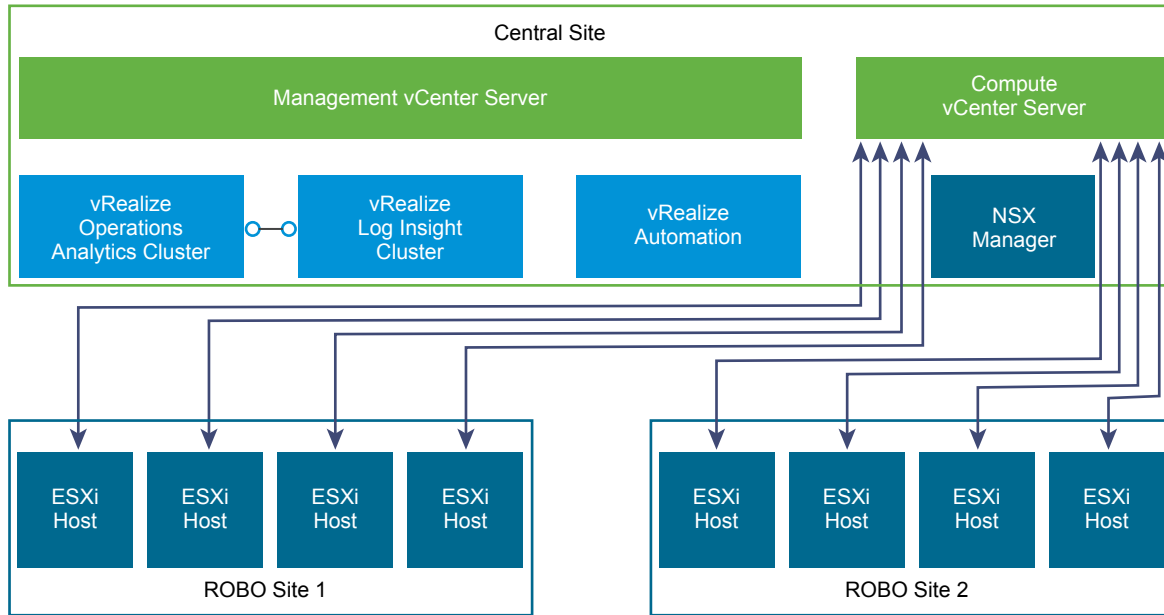 Central Site
Management vCenter Server
Compute
vCenter Server
vRealize
Operations
Analytics Cluster
vRealize
Log Insight
Cluster
vRealize
Automation
NSX
Manager
ESXi
Host
ESXi
Host
ESXi
Host
ESXi
Host
ROBO Site 1
ESXi
Host
ESXi
Host
ESXi
Host
ESXi
Host
ROBO Site 2